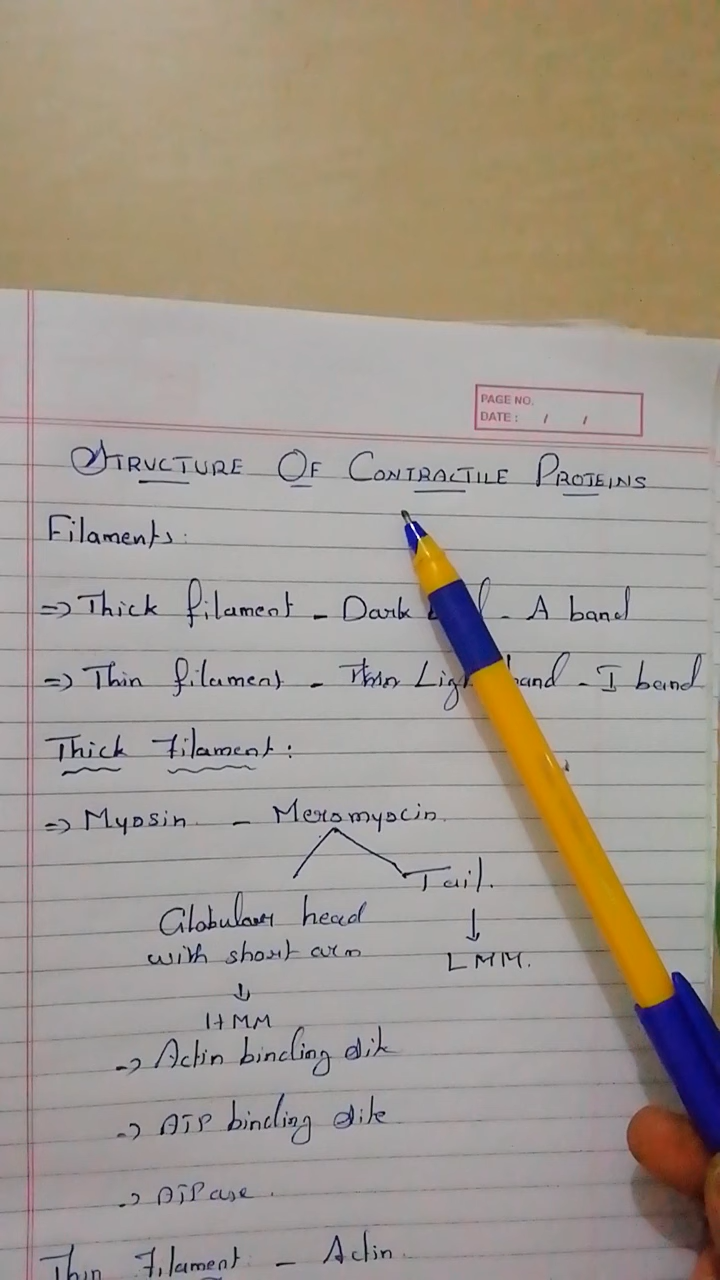 PAGE NO.
DATE : / /
STRUCTURE OF CONTRACTILE PROTEINS
Filaments:
=> Thick filament - Dark - A band
=> Thin filament - Light band - I band
Thick Filament:
=> Myosin - Meromyocin.
Tail.
Globular head
with short arm
LMM.
HMM
-> Actin binding site
-> ATP binding site
-> ATPase.
Thin Filament - Actin.